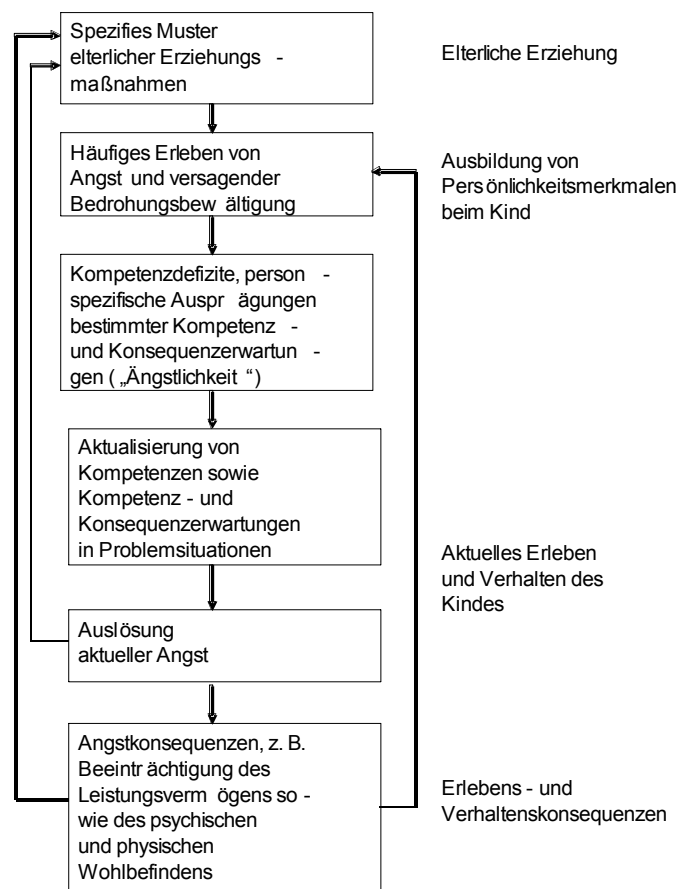 Spezifies Muster
elterlicher Erziehungs -
maßnahmen
Elterliche Erziehung
Häufiges Erleben von
Angst und versagender
Bedrohungsbew ältigung
Ausbildung von
Persönlichkeitsmerkmalen
beim Kind
Kompetenzdefizite, person -
spezifische Auspr ägungen
bestimmter Kompetenz -
und Konsequenzerwartun -
gen ( „Ängstlichkeit “)
Aktualisierung von
Kompetenzen sowie
Kompetenz - und
Konsequenzerwartungen
in Problemsituationen
Aktuelles Erleben
und Verhalten des
Kindes
Auslösung
aktueller Angst
Angstkonsequenzen, z. B.
Beeintr ächtigung des
Leistungsverm ögens so -
wie des psychischen
und physischen
Wohlbefindens
Erlebens - und
Verhaltenskonsequenzen